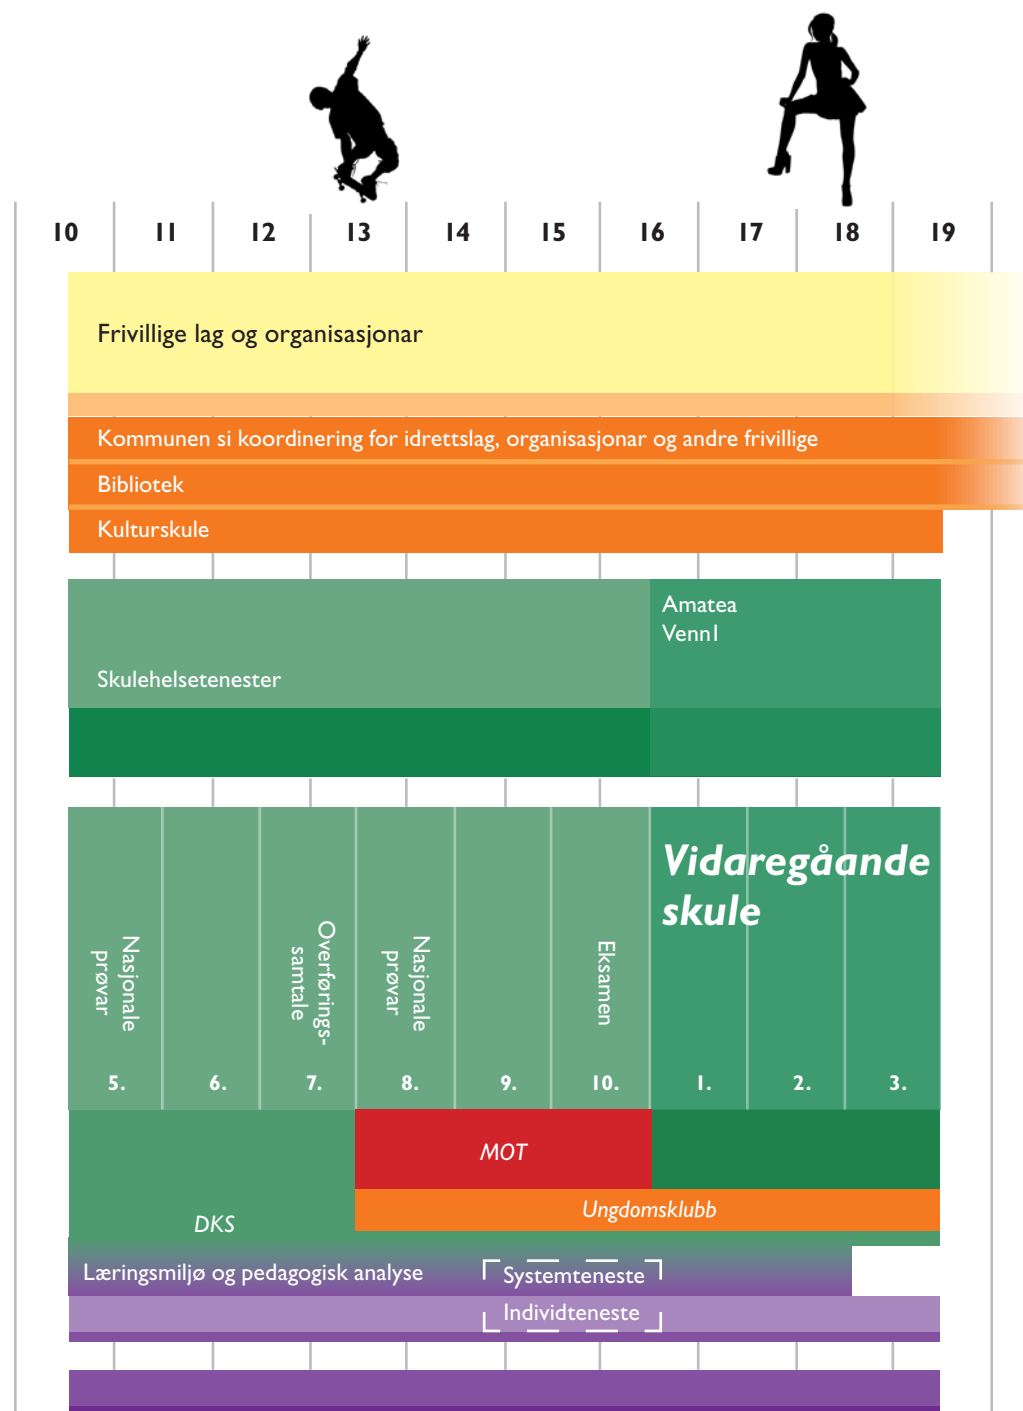 10 11 12 13 14 15 16 17 18 19
Frivillige lag og organisasjonar
Kommunen si koordinering for idrettslag, organisasjonar og andre frivillige
Bibliotek
Kulturskule
Amatea
Venn1
Skulehelsetenester
Vidaregåande
skule
Nasjonale
prøvar
Overførings-
samtale
Nasjonale
prøvar
Eksamen
5. 6. 7. 8. 9. 10. 1. 2. 3.
MOT
Ungdomsklubb
DKS
Læringsmiljø og pedagogisk analyse
Systemteneste
Individteneste